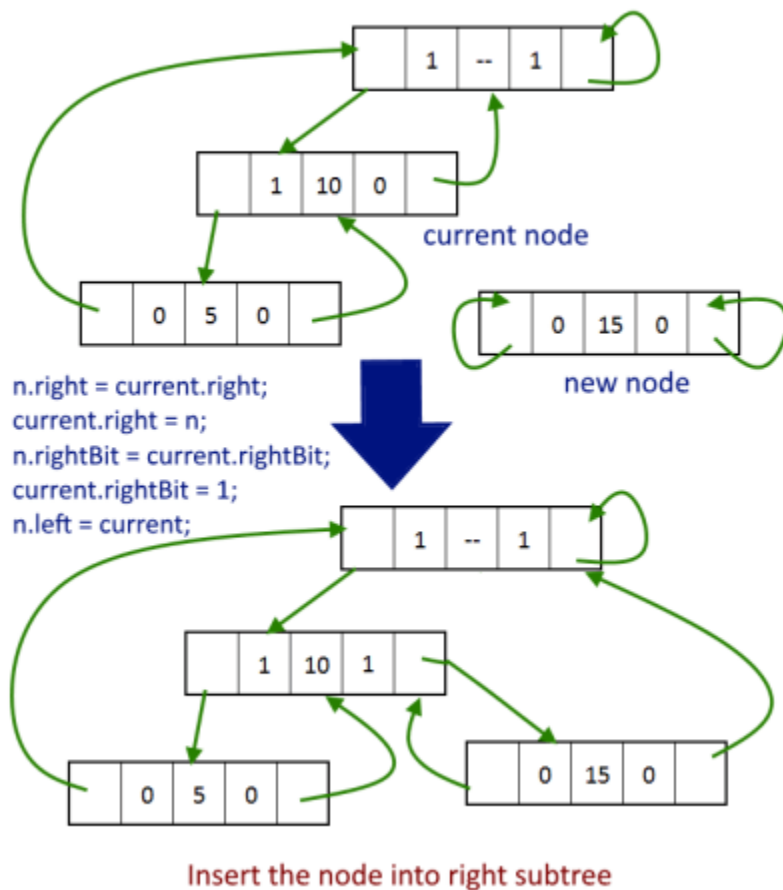 1 -- 1
1 10 0
current node
0 5 0
0 15 0
new node
n.right = current.right;
current.right = n;
n.rightBit = current.rightBit;
current.rightBit = 1;
n.left = current;
1 -- 1
1 10 1
0 15 0
0 5 0
Insert the node into right subtree